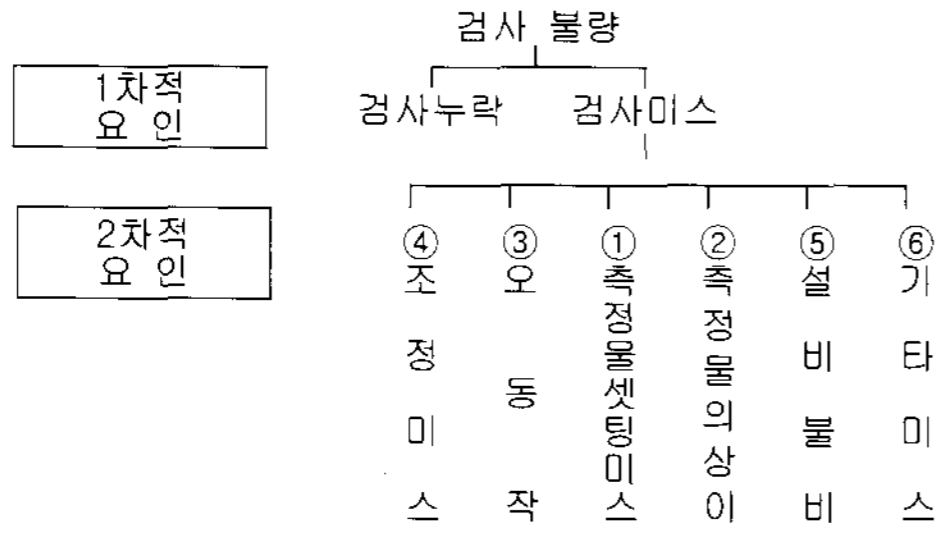 검사 불량
1차적
요 인
검사누락 검사미스
2차적
요 인
④ ③ ① ② ⑤ ⑥
조정미스
오동작
측정물셋팅미스
측정물의상이
설비불비
기타미스